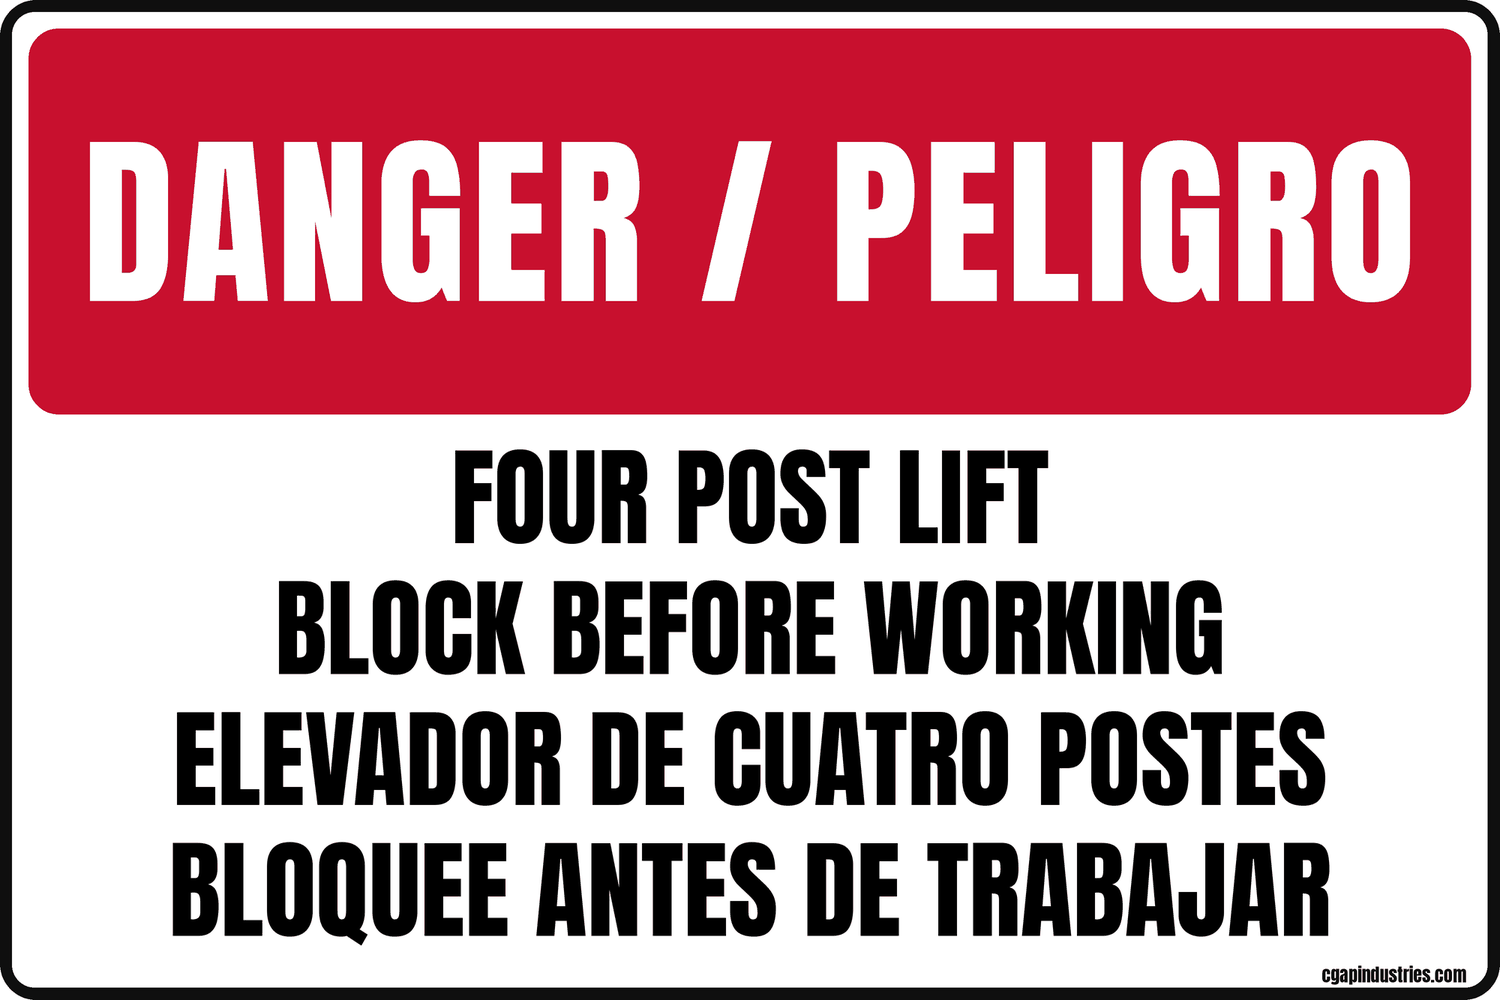 DANGER / PELIGRO
FOUR POST LIFT
BLOCK BEFORE WORKING
ELEVADOR DE CUATRO POSTES
BLOQUEE ANTES DE TRABAJAR
cgapindustries.com